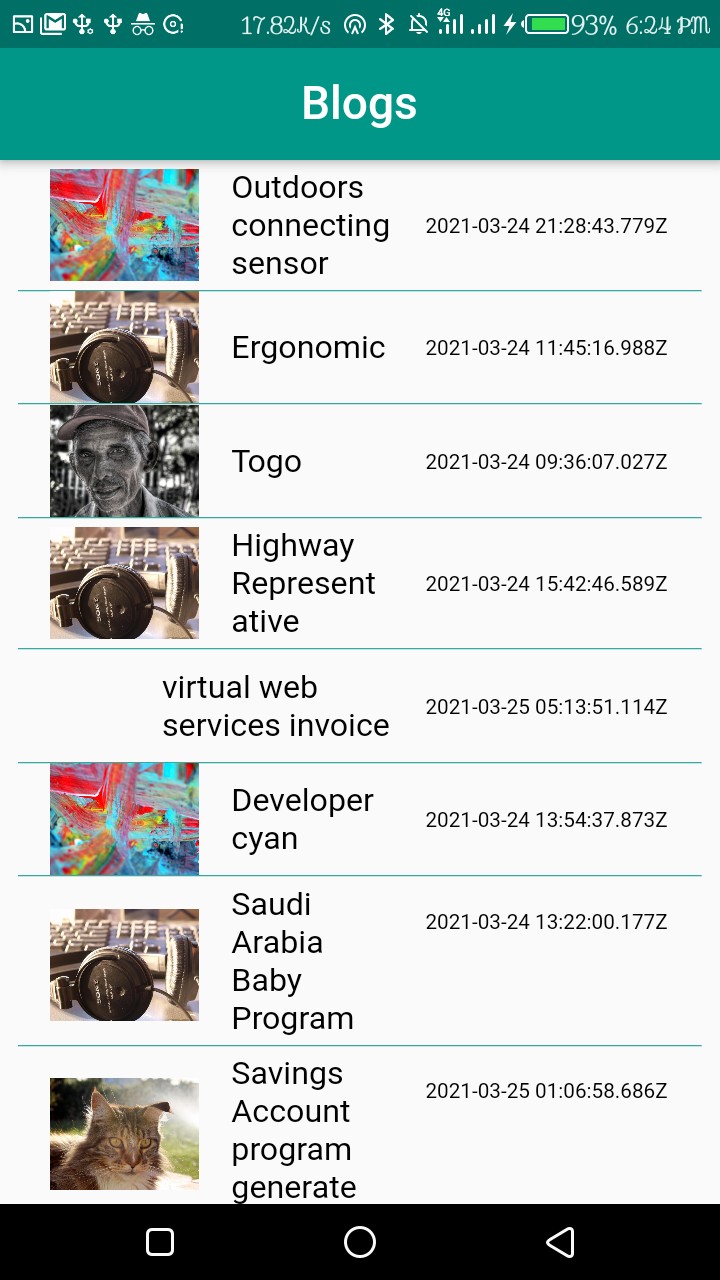 17.82K/s 4G 93% 6:24 PM
Blogs
Outdoors
connecting
sensor
2021-03-24 21:28:43.779Z
Ergonomic
2021-03-24 11:45:16.988Z
Togo
2021-03-24 09:36:07.027Z
Highway
Represent
ative
2021-03-24 15:42:46.589Z
virtual web
services invoice
2021-03-25 05:13:51.114Z
Developer
cyan
2021-03-24 13:54:37.873Z
Saudi
Arabia
Baby
Program
2021-03-24 13:22:00.177Z
Savings
Account
program
generate
2021-03-25 01:06:58.686Z